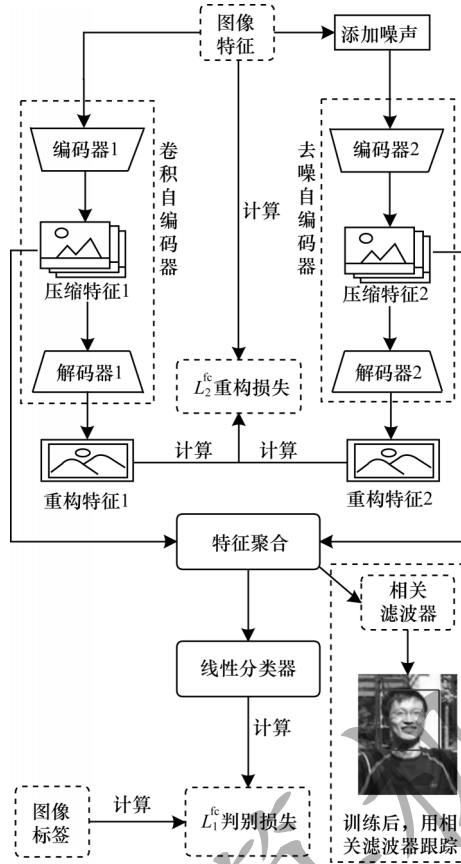 图像
特征
添加噪声
编码器1
卷积自编码器
计算
去噪自编码器
编码器2
压缩特征1
压缩特征2
解码器1
L₂ᶠᶜ重构损失
解码器2
计算
计算
重构特征1
重构特征2
特征聚合
相关
滤波器
线性分类器
计算
图像
标签
计算
L₁ᶠᶜ判别损失
训练后，用相
关滤波器跟踪